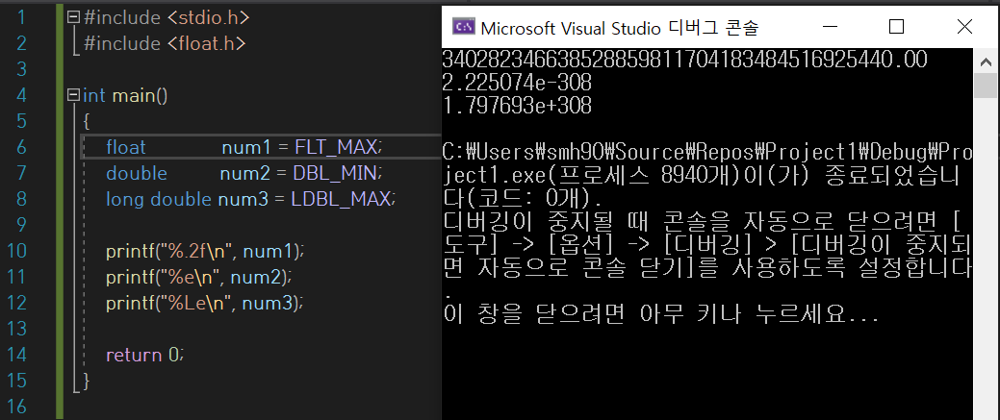 1 #include <stdio.h>
2 #include <float.h>
3
4 int main()
5 {
6 float num1 = FLT_MAX;
7 double num2 = DBL_MIN;
8 long double num3 = LDBL_MAX;
9
10 printf("%.2f\n", num1);
11 printf("%e\n", num2);
12 printf("%Le\n", num3);
13
14 return 0;
15 }
16
Microsoft Visual Studio 디버그 콘솔
340282346638528859811704183484516925440.00
2.225074e-308
1.797693e+308
C:₩Users₩smh90₩Source₩Repos₩Project1₩Debug₩Pro
ject1.exe(프로세스 8940개)이(가) 종료되었습니
다(코드: 0개).
디버깅이 중지될 때 콘솔을 자동으로 닫으려면 [
도구] -> [옵션] -> [디버깅] > [디버깅이 중지되
면 자동으로 콘솔 닫기]를 사용하도록 설정합니다
.
이 창을 닫으려면 아무 키나 누르세요...